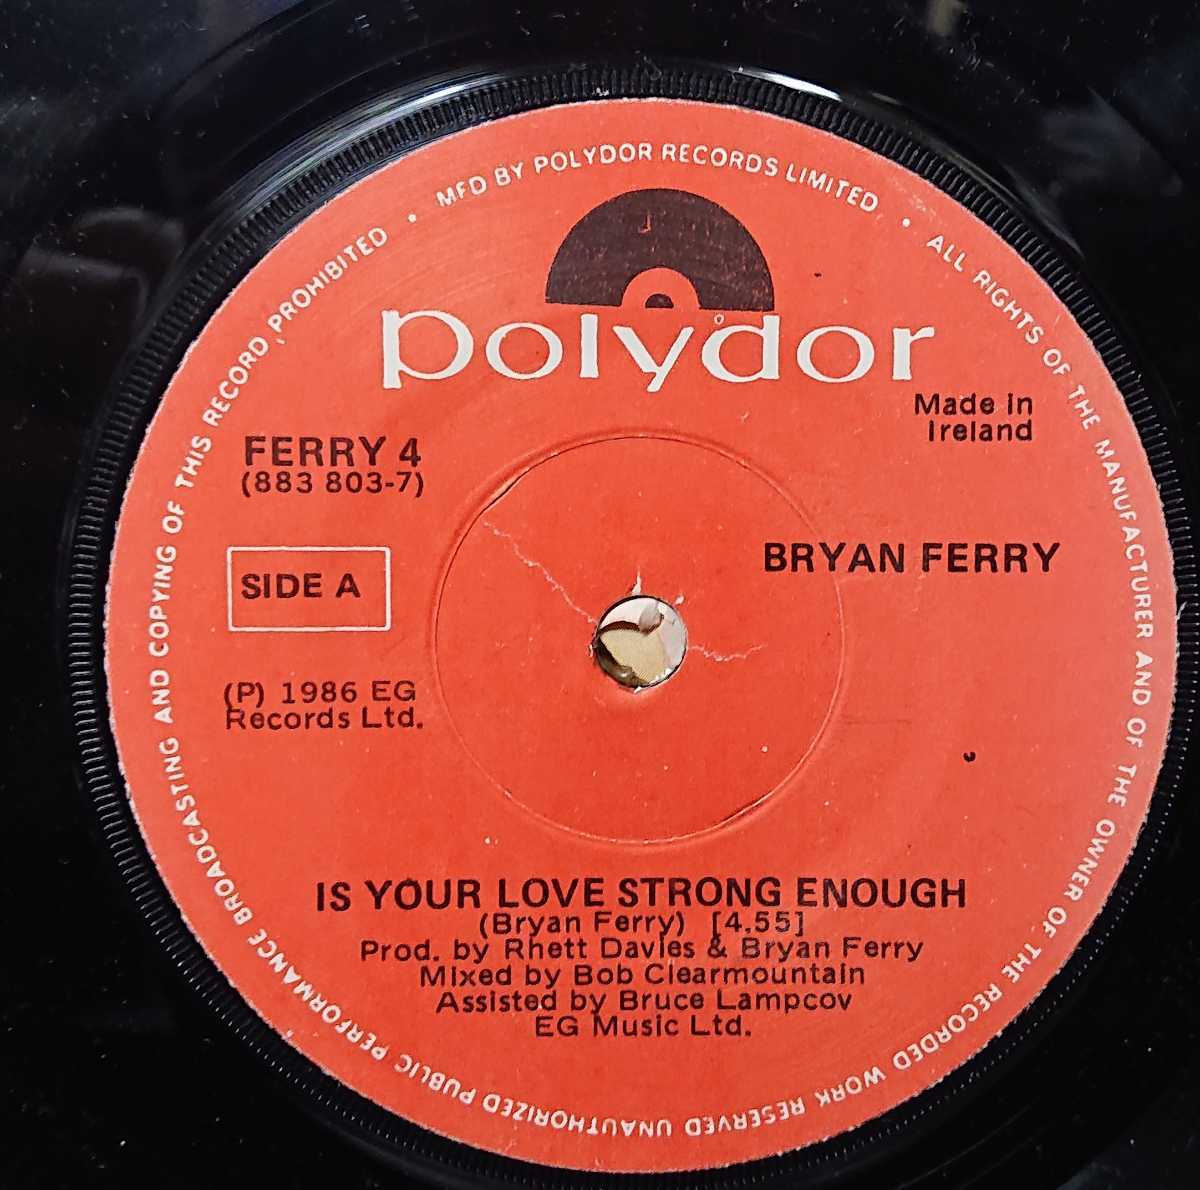 MFD BY POLYDOR RECORDS LIMITED • ALL RIGHTS OF THE MANUFACTURER AND OF THE OWNER OF THE RECORDED WORK RESERVED UNAUTHORIZED PUBLIC PERFORMANCE BROADCASTING AND COPYING OF THIS RECORD PROHIBITED •
polydor
Made in
Ireland
FERRY 4
(883 803-7)
BRYAN FERRY
SIDE A
(P) 1986 EG
Records Ltd.
IS YOUR LOVE STRONG ENOUGH
(Bryan Ferry) [4.55]
Prod. by Rhett Davies & Bryan Ferry
Mixed by Bob Clearmountain
Assisted by Bruce Lampcov
EG Music Ltd.